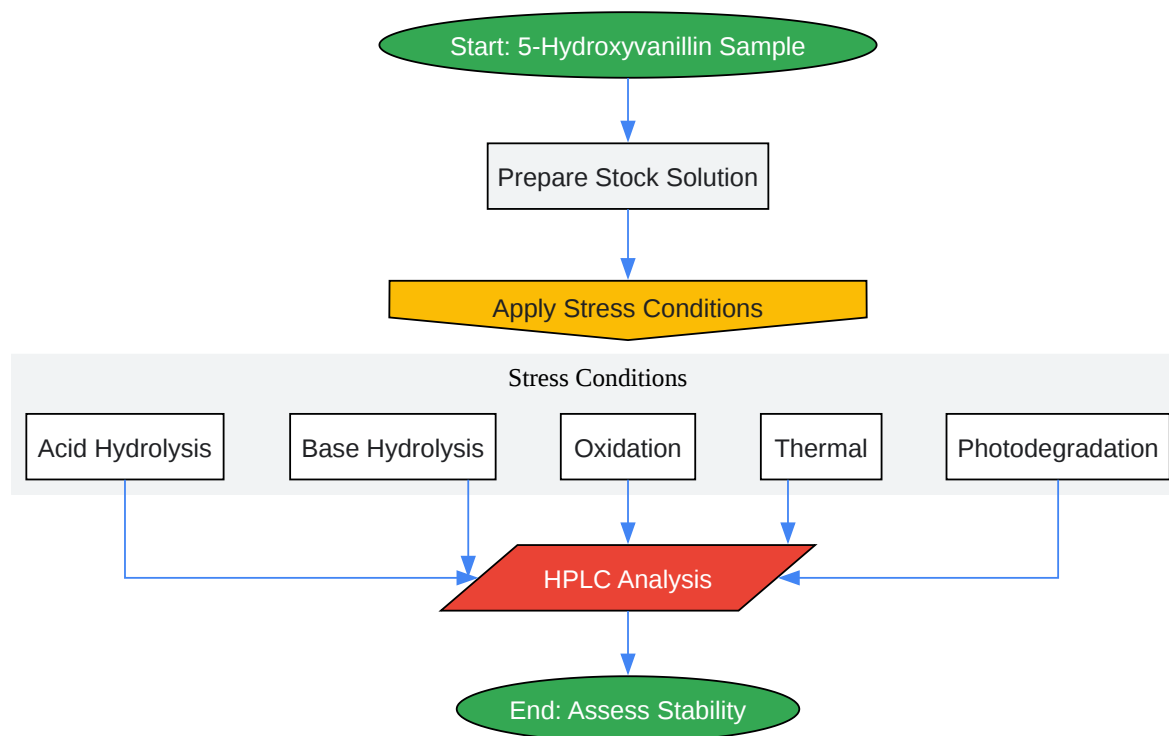 Start: 5-Hydroxyvanillin Sample
Prepare Stock Solution
Apply Stress Conditions
Stress Conditions
Acid Hydrolysis
Base Hydrolysis
Oxidation
Thermal
Photodegradation
HPLC Analysis
End: Assess Stability